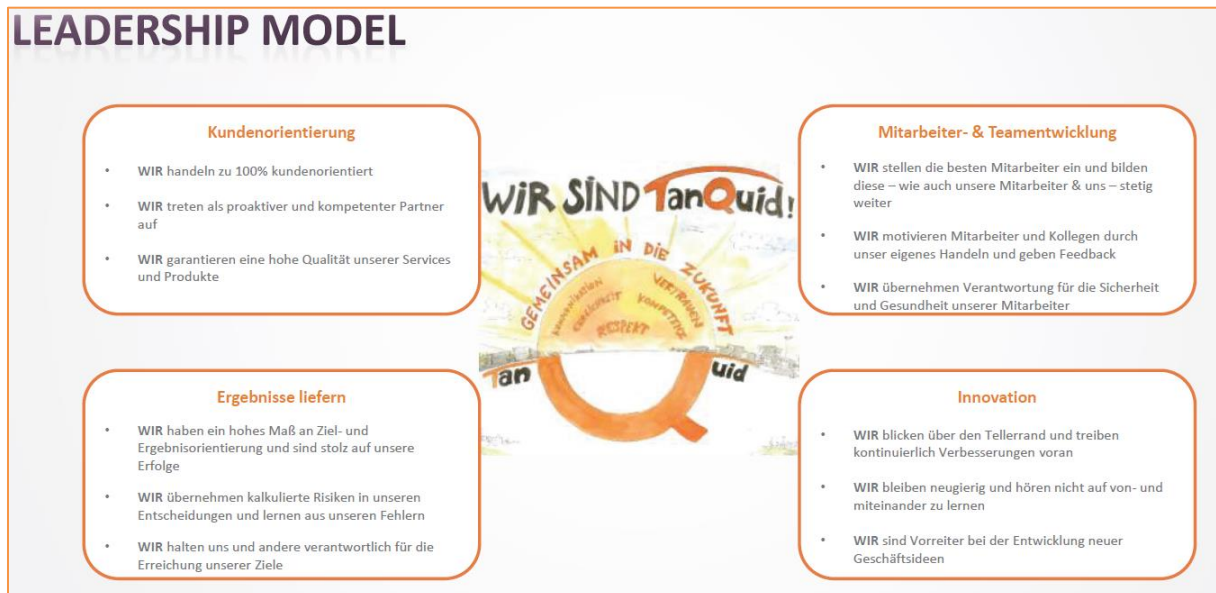 LEADERSHIP MODEL
Kundenorientierung
• WIR handeln zu 100% kundenorientiert
• WIR treten als proaktiver und kompetenter Partner
auf
• WIR garantieren eine hohe Qualität unserer Services
und Produkte
WiR SiND TanQuid!
GEMEINSAM iN DiE ZUKUNFT
KOMMUNIKATION
EHRLICHKEIT
VERTRAUEN
KOMPETENZ
RESPEKT
Tan
uid
Mitarbeiter- & Teamentwicklung
• WIR stellen die besten Mitarbeiter ein und bilden
diese – wie auch unsere Mitarbeiter & uns – stetig
weiter
• WIR motivieren Mitarbeiter und Kollegen durch
unser eigenes Handeln und geben Feedback
• WIR übernehmen Verantwortung für die Sicherheit
und Gesundheit unserer Mitarbeiter
Ergebnisse liefern
• WIR haben ein hohes Maß an Ziel- und
Ergebnisorientierung und sind stolz auf unsere
Erfolge
• WIR übernehmen kalkulierte Risiken in unseren
Entscheidungen und lernen aus unseren Fehlern
• WIR halten uns und andere verantwortlich für die
Erreichung unserer Ziele
Innovation
• WIR blicken über den Tellerrand und treiben
kontinuierlich Verbesserungen voran
• WIR bleiben neugierig und hören nicht auf von- und
miteinander zu lernen
• WIR sind Vorreiter bei der Entwicklung neuer
Geschäftsideen